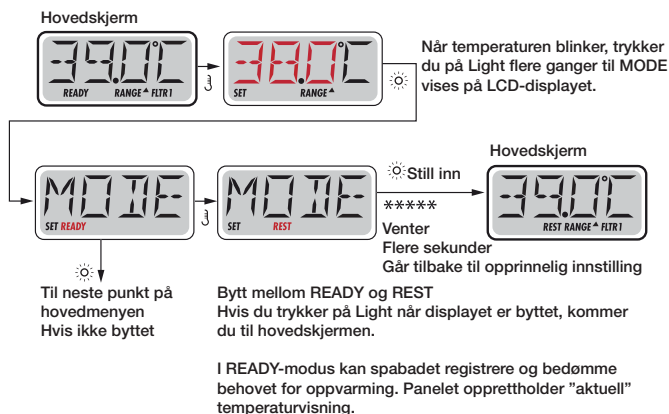 Hovedskjerm
39.0°C
READY RANGE FLTR1
38.0°C
SET RANGE
Når temperaturen blinker, trykker
du på Light flere ganger til MODE
vises på LCD-displayet.
MODE
SET READY
MODE
SET REST
Still inn
*****
Venter
Flere sekunder
Går tilbake til opprinnelig innstilling
Hovedskjerm
39.0°C
REST RANGE FLTR1
Til neste punkt på
hovedmenyen
Hvis ikke byttet
Bytt mellom READY og REST
Hvis du trykker på Light når displayet er byttet, kommer
du til hovedskjermen.
I READY-modus kan spabadet registrere og bedømme
behovet for oppvarming. Panelet opprettholder ”aktuell”
temperaturvisning.